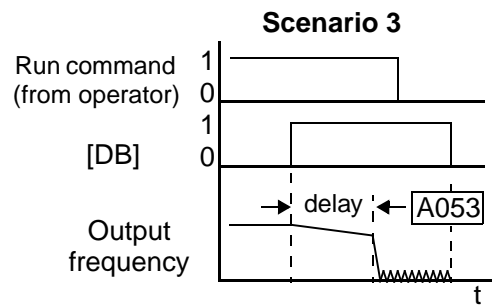 Scenario 3
Run command
(from operator)
1
0
[DB]
1
0
delay
A053
Output
frequency
t